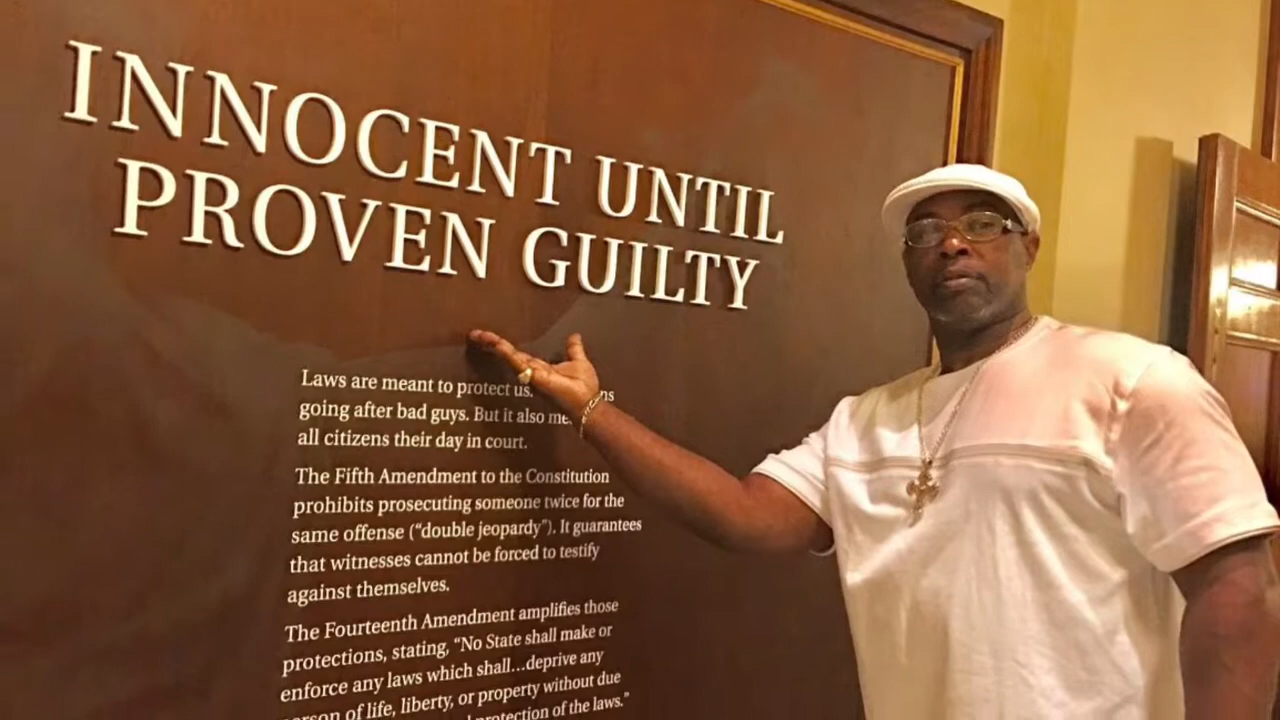 INNOCENT UNTIL
PROVEN GUILTY
Laws are meant to protect us.
going after bad guys. But it also
all citizens their day in court.
The Fifth Amendment to the Constitution
prohibits prosecuting someone twice for the
same offense (“double jeopardy”). It guarantees
that witnesses cannot be forced to testify
against themselves.
The Fourteenth Amendment amplifies those
protections, stating, “No State shall make or
enforce any laws which shall...deprive any
of life, liberty, or property without due
protection of the laws.”